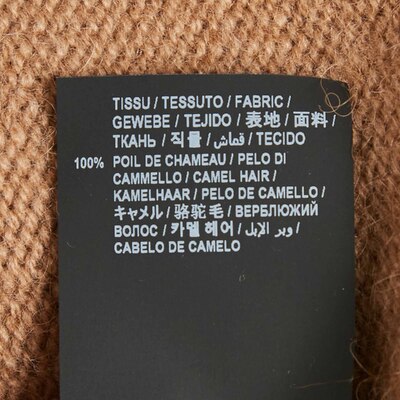 TISSU / TESSUTO / FABRIC /
GEWEBE / TEJIDO / 表地 / 面料 /
ТКАНЬ / 직물 / قماش / TECIDO
100% POIL DE CHAMEAU / PELO DI
CAMMELLO / CAMEL HAIR /
KAMELHAAR / PELO DE CAMELLO /
キャメル / 骆驼毛 / ВЕРБЛЮЖИЙ
ВОЛОС / 카멜 헤어 / وبر الإبل /
CABELO DE CAMELO